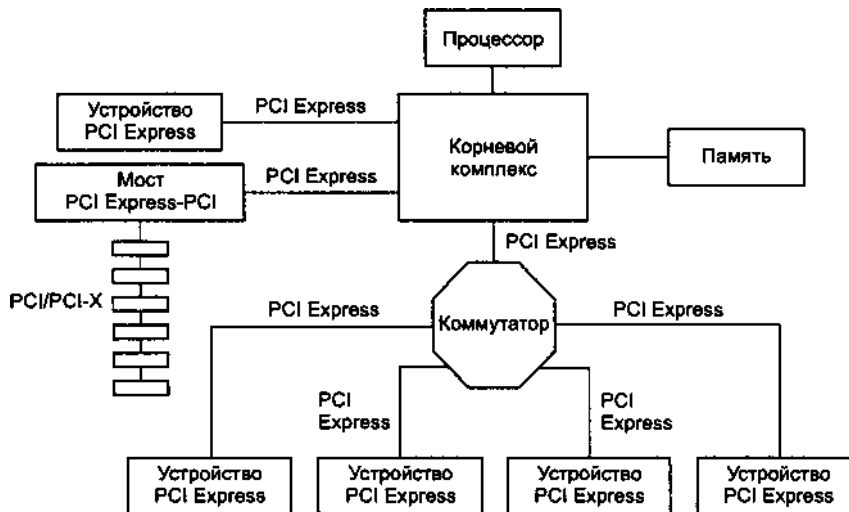 Процессор
Устройство
PCI Express
PCI Express
Корневой
комплекс
Память
Мост
PCI Express-PCI
PCI Express
PCI Express
PCI/PCI-X
PCI Express
Коммутатор
PCI Express
PCI
Express
PCI
Express
Устройство
PCI Express
Устройство
PCI Express
Устройство
PCI Express
Устройство
PCI Express